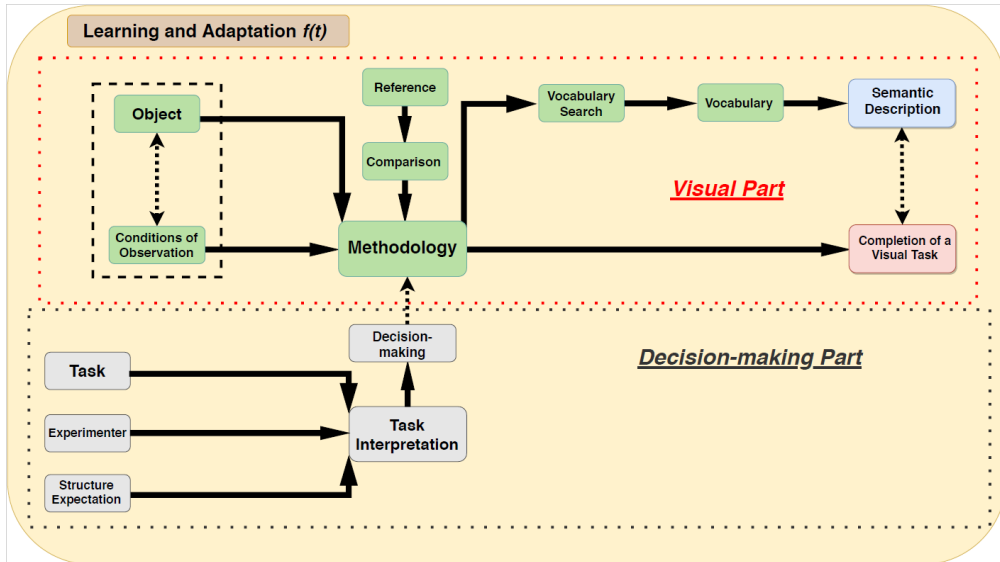 Learning and Adaptation f(t)
Object
Conditions of
Observation
Reference
Comparison
Methodology
Vocabulary
Search
Vocabulary
Semantic
Description
Visual Part
Completion of a
Visual Task
Decision-
making
Decision-making Part
Task
Experimenter
Structure
Expectation
Task
Interpretation